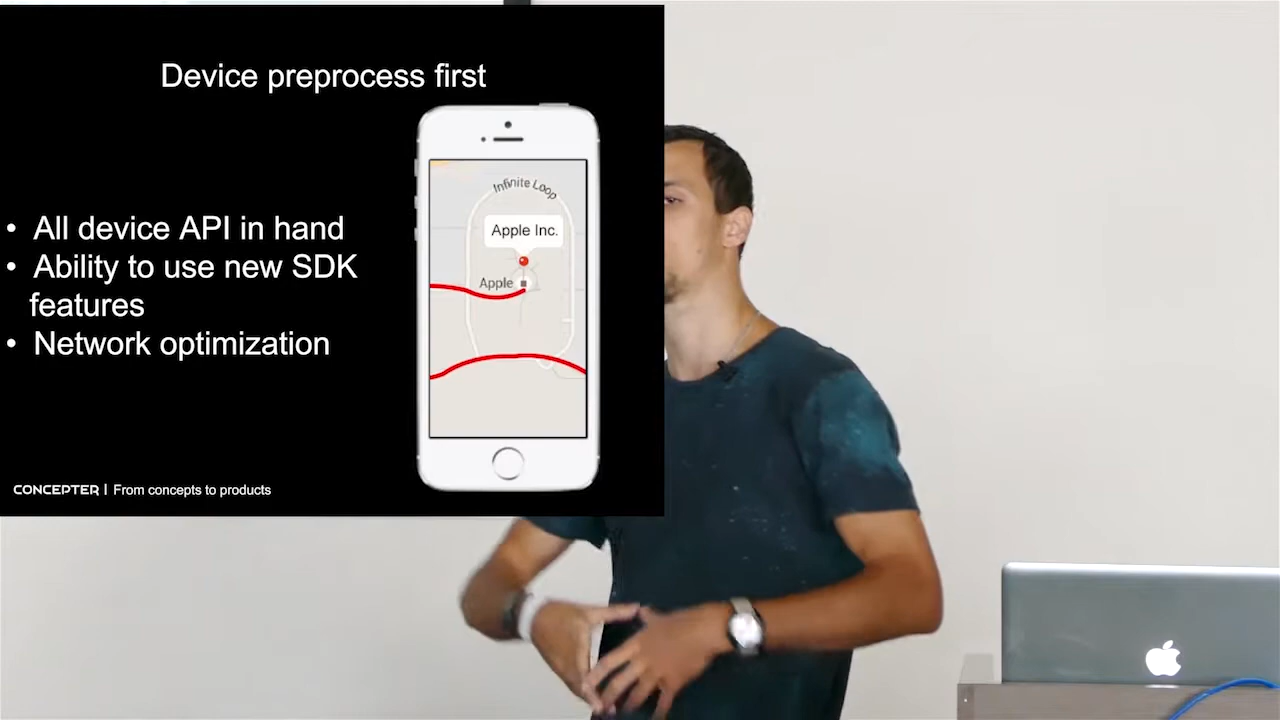 Device preprocess first
• All device API in hand
• Ability to use new SDK
features
• Network optimization
Infinite Loop
Apple Inc.
Apple
CONCEPTER | From concepts to products